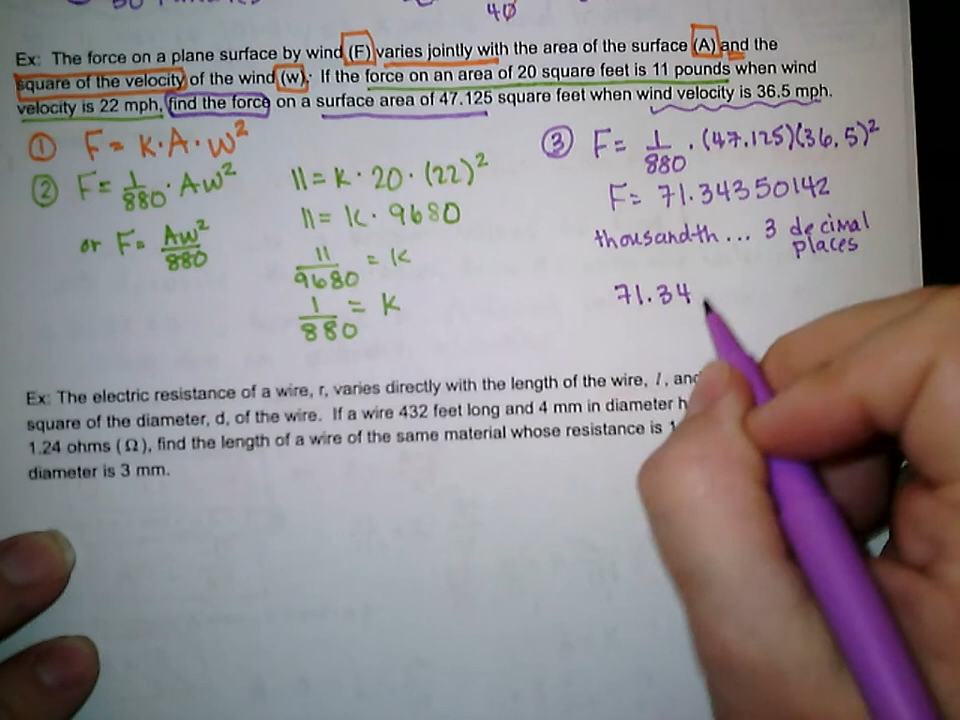 40
Ex: The force on a plane surface by wind (F) varies jointly with the area of the surface (A) and the
square of the velocity of the wind (w). If the force on an area of 20 square feet is 11 pounds when wind
velocity is 22 mph, find the force on a surface area of 47.125 square feet when wind velocity is 36.5 mph.
① F = K·A·W²
② F = 1/880 · AW²
or F = AW²/880
11 = K · 20 · (22)²
11 = K · 9680
11/9680 = K
1/880 = K
③ F = 1/880 · (47.125)(36.5)²
F = 71.34350142
thousandth ... 3 decimal
places
71.34
Ex: The electric resistance of a wire, r, varies directly with the length of the wire, l, and
square of the diameter, d, of the wire. If a wire 432 feet long and 4 mm in diameter h
1.24 ohms (Ω), find the length of a wire of the same material whose resistance is 1
diameter is 3 mm.